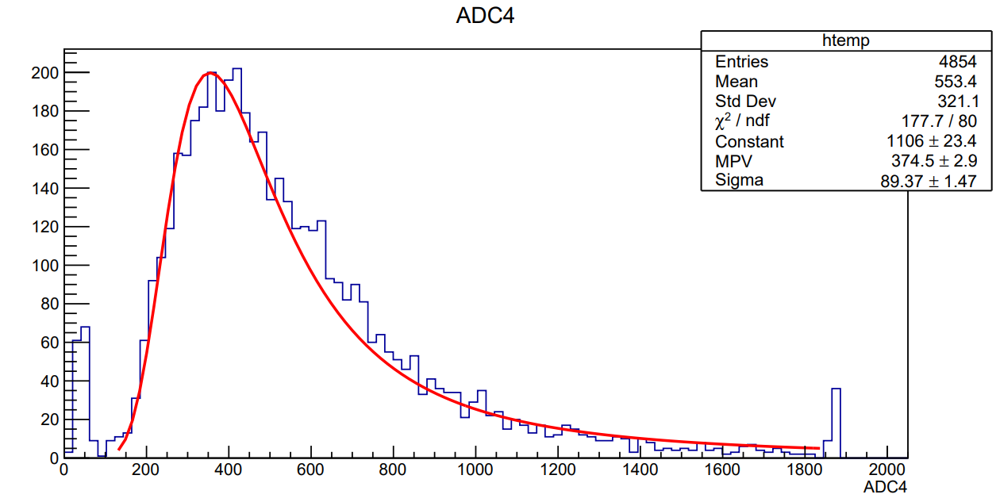 ADC4
htemp
Entries 4854
Mean 553.4
Std Dev 321.1
χ² / ndf 177.7 / 80
Constant 1106 ± 23.4
MPV 374.5 ± 2.9
Sigma 89.37 ± 1.47
200
180
160
140
120
100
80
60
40
20
0
0 200 400 600 800 1000 1200 1400 1600 1800 2000
ADC4